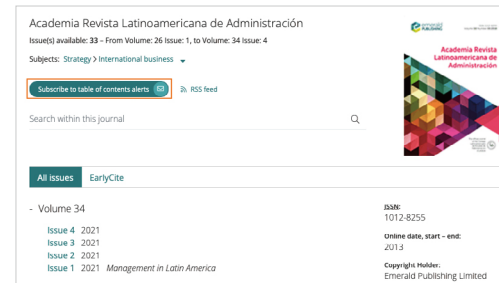 Academia Revista Latinoamericana de Administración
Issue(s) available: 33 – From Volume: 26 Issue: 1, to Volume: 34 Issue: 4
Subjects: Strategy > International business
Subscribe to table of contents alerts
RSS feed
Search within this journal
Academia Revista
Latinoamericana de
Administración
All issues EarlyCite
- Volume 34
Issue 4 2021
Issue 3 2021
Issue 2 2021
Issue 1 2021 Management in Latin America
ISSN:
1012-8255
Online date, start – end:
2013
Copyright Holder:
Emerald Publishing Limited